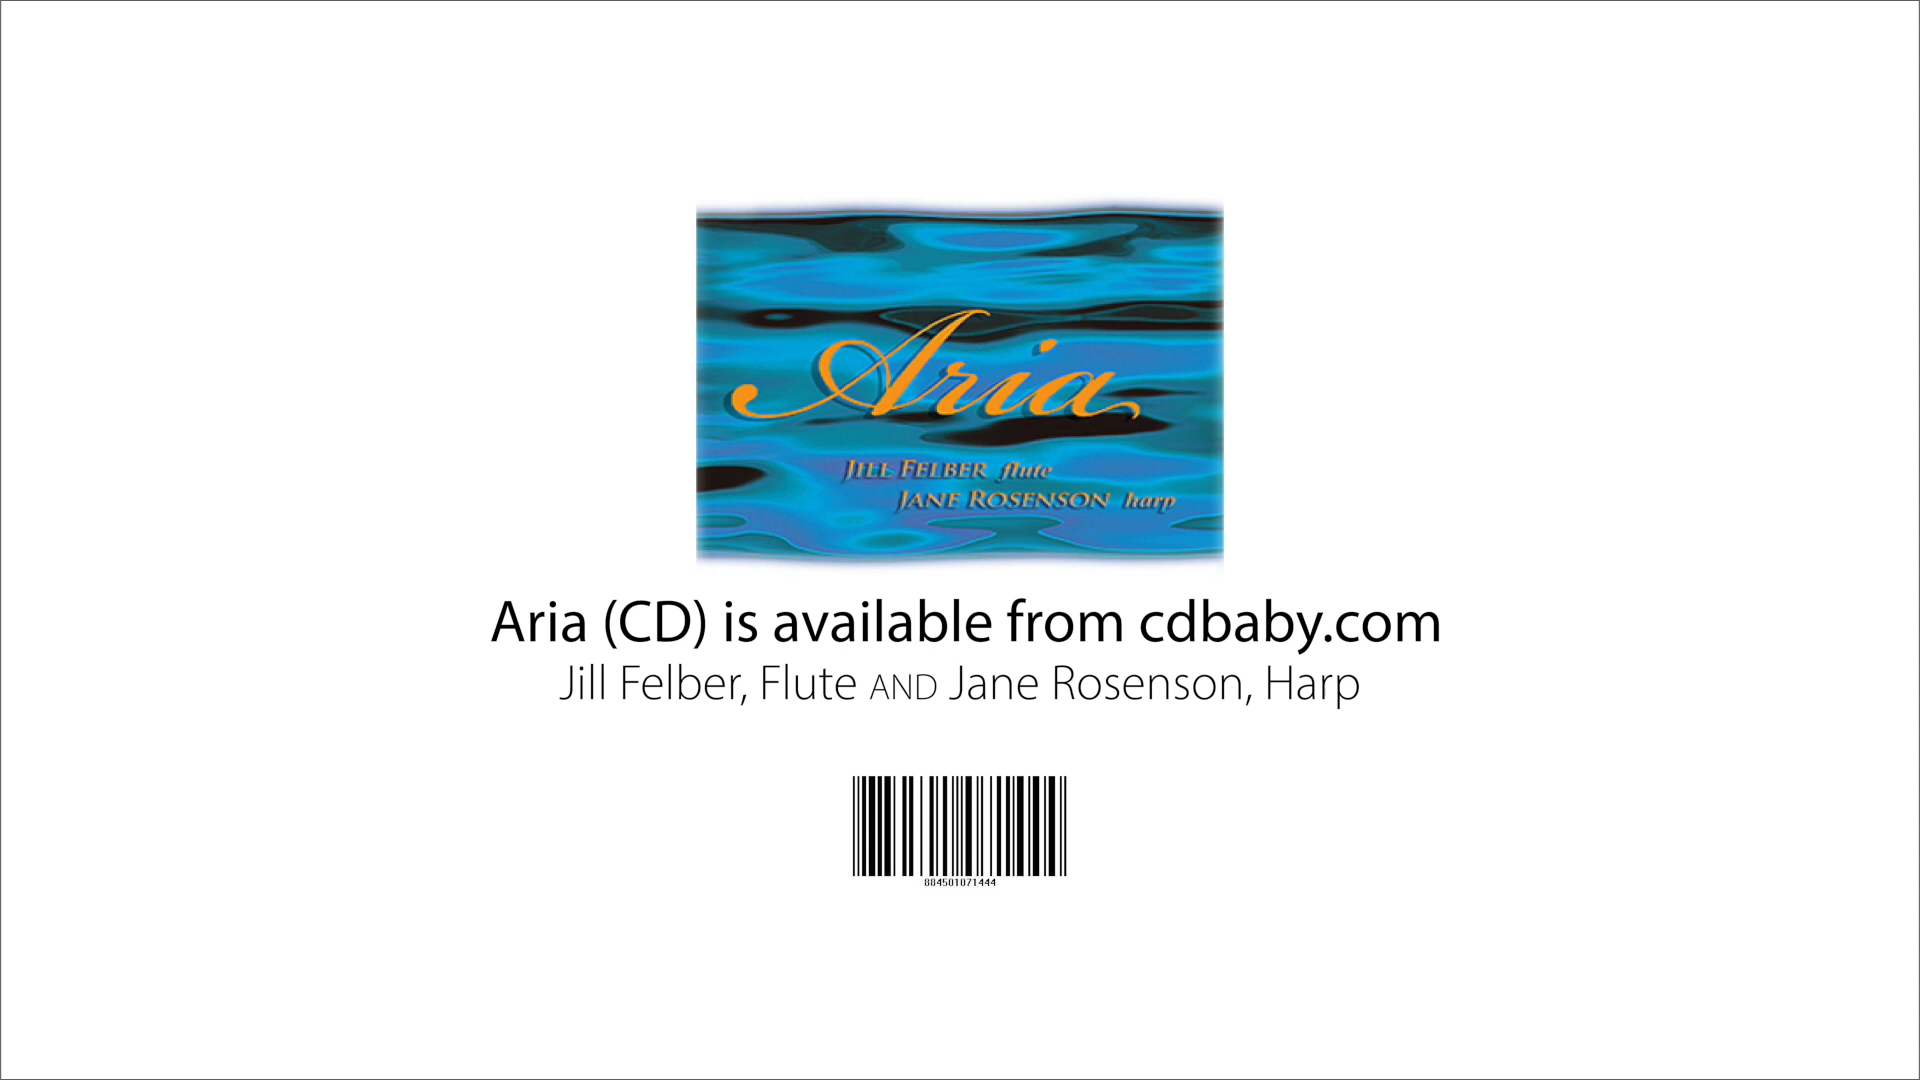 Aria
JILL FELBER flute
JANE ROSENSON harp
Aria (CD) is available from cdbaby.com
Jill Felber, Flute AND Jane Rosenson, Harp
884501071444